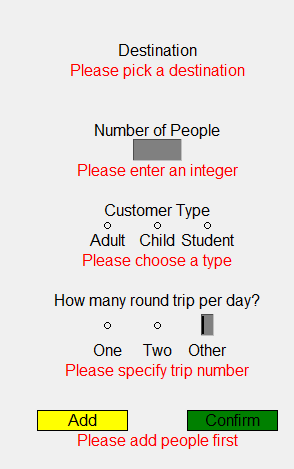 Destination
Please pick a destination
Number of People
Please enter an integer
Customer Type
Adult Child Student
Please choose a type
How many round trip per day?
One Two Other
Please specify trip number
Add Confirm
Please add people first